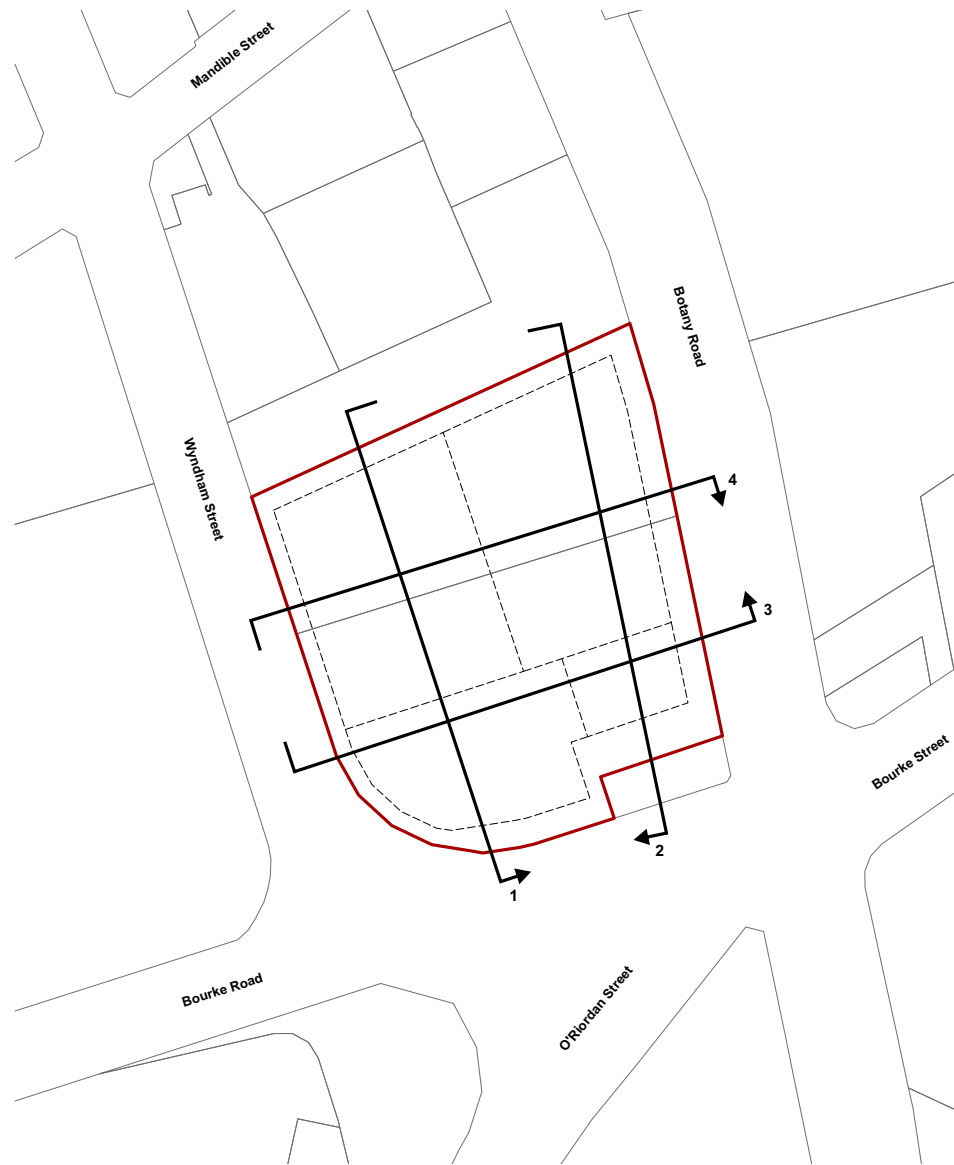 Mandible Street
Botany Road
Wyndham Street
4
3
Bourke Street
2
1
Bourke Road
O'Riordan Street